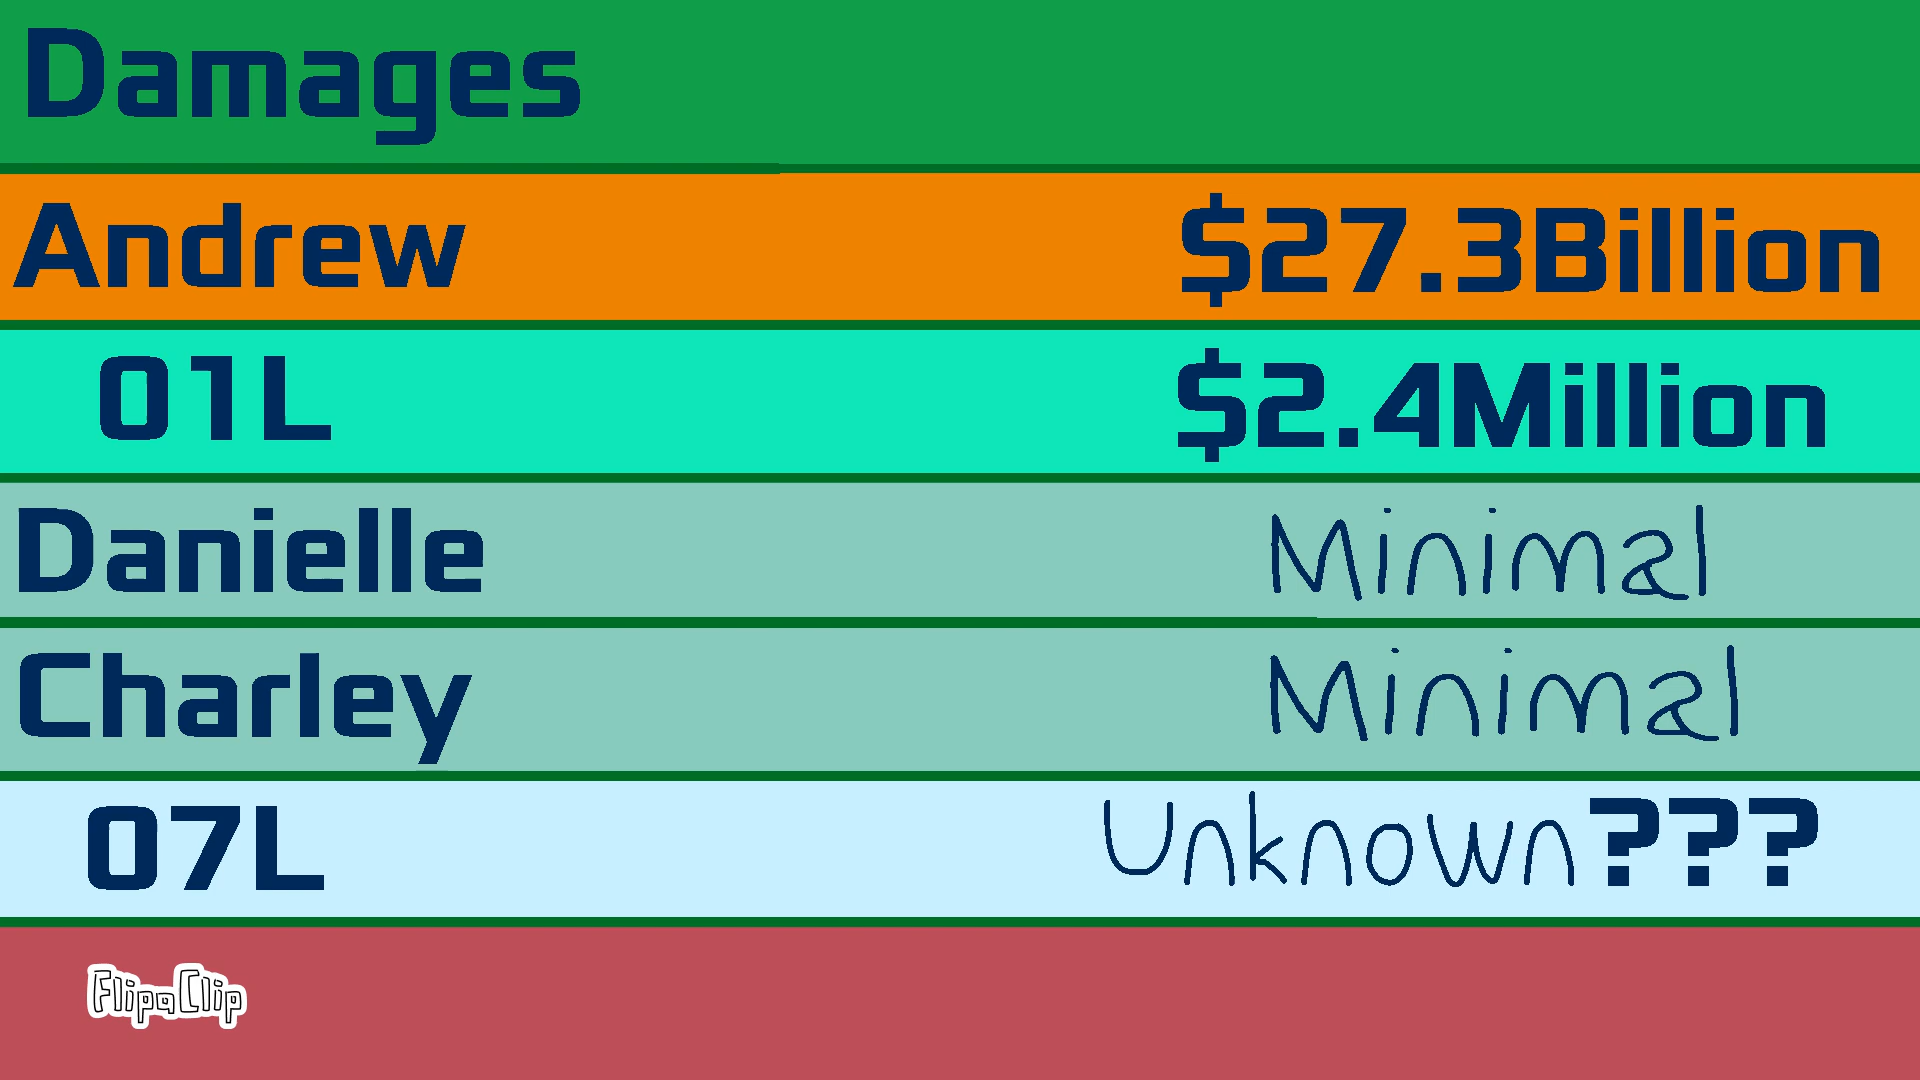 Damages
Andrew $27.3Billion
01L $2.4Million
Danielle Minimal
Charley Minimal
07L Unknown???
FlipaClip